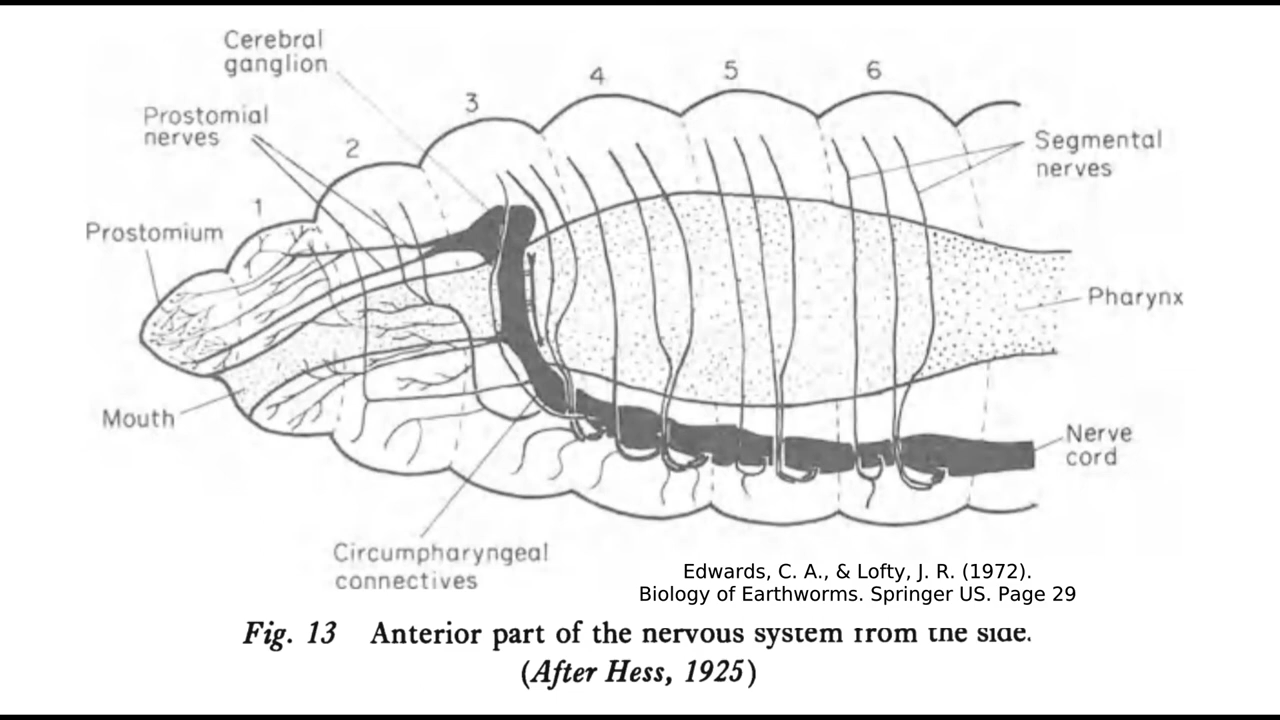 Cerebral
ganglion
Prostomial
nerves
1
2
3
4
5
6
Segmental
nerves
Prostomium
Pharynx
Mouth
Nerve
cord
Circumpharyngeal
connectives
Edwards, C. A., & Lofty, J. R. (1972).
Biology of Earthworms. Springer US. Page 29
Fig. 13 Anterior part of the nervous system from the side.
(After Hess, 1925)